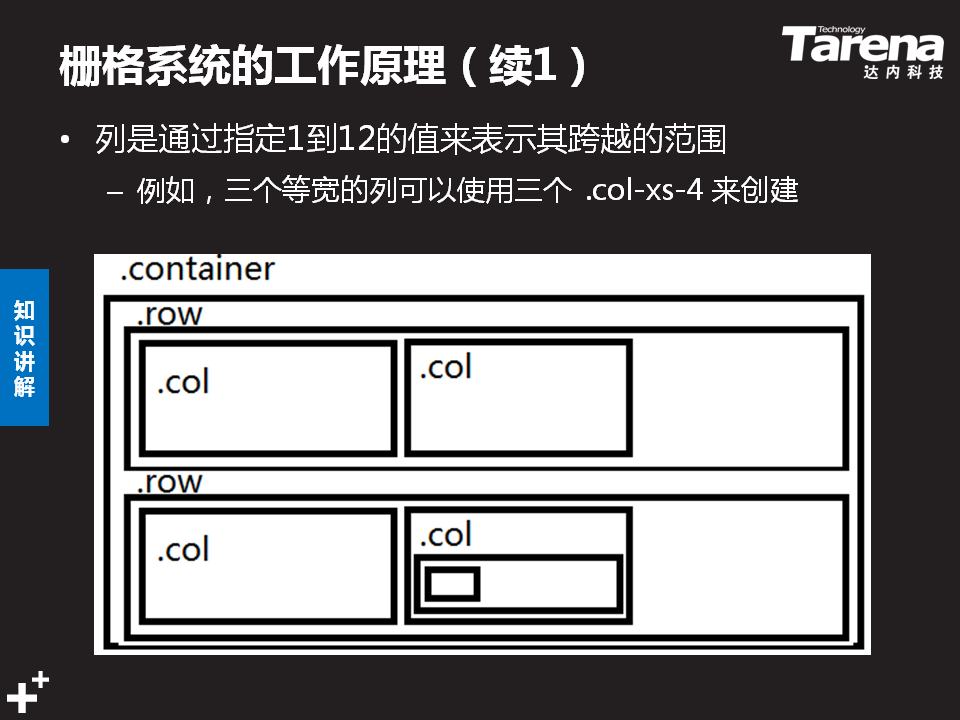 栅格系统的工作原理（续1）
Technology
Tarena
达内科技
• 列是通过指定1到12的值来表示其跨越的范围
– 例如，三个等宽的列可以使用三个 .col-xs-4 来创建
知识讲解
.container
.row
.col
.col
.row
.col
.col